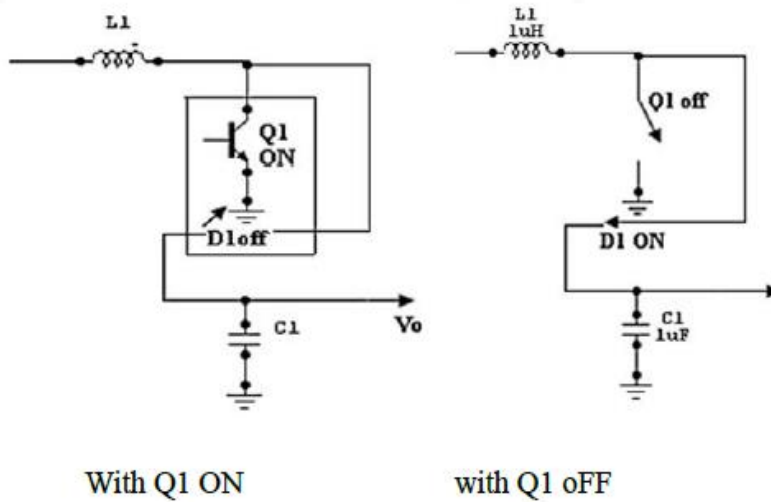 L1
Q1
ON
D1off
Vo
C1
With Q1 ON
L1
1uH
Q1 off
D1 ON
C1
1uF
with Q1 oFF